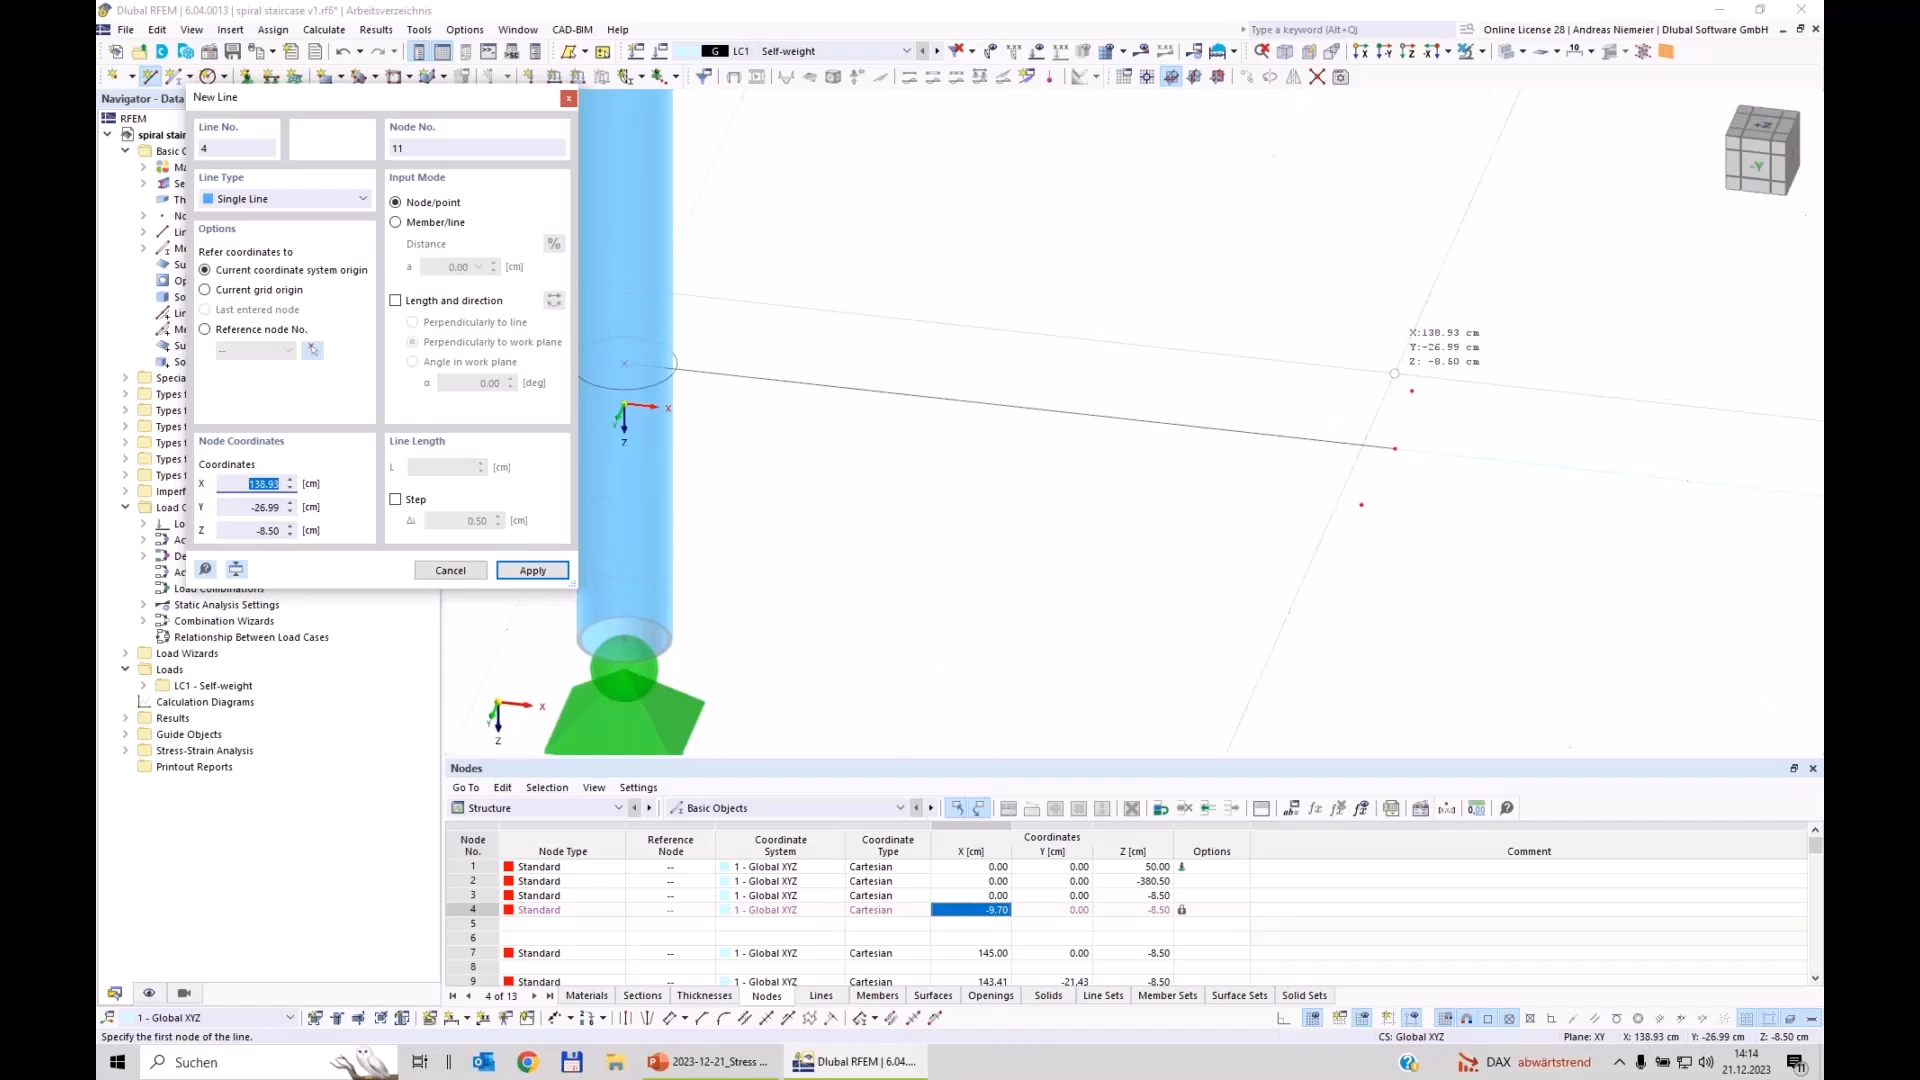 Dlubal RFEM | 6.04.0013 | spiral staircase v1.rf6* | Arbeitsverzeichnis
File Edit View Insert Assign Calculate Results Tools Options Window CAD-BIM Help
Type a keyword (Alt+Q)
Online License 28 | Andreas Niemeier | Dlubal Software GmbH
G LC1 Self-weight
Navigator - Data
RFEM
spiral stair
Basic
Load
Loads
LC1 - Self-weight
Calculation Diagrams
Results
Guide Objects
Stress-Strain Analysis
Printout Reports
Load Combinations
Static Analysis Settings
Combination Wizards
Relationship Between Load Cases
Load Wizards
New Line
Line No.
4
Node No.
11
Line Type
Single Line
Options
Refer coordinates to
Current coordinate system origin
Current grid origin
Last entered node
Reference node No.
--
Input Mode
Node/point
Member/line
Distance
a 0.00 [cm]
Length and direction
Perpendicularly to line
Perpendicularly to work plane
Angle in work plane
α 0.00 [deg]
Node Coordinates
Coordinates
X 138.93 [cm]
Y -26.99 [cm]
Z -8.50 [cm]
Line Length
L [cm]
Step
ΔL 0.50 [cm]
Cancel Apply
X:138.93 cm
Y:-26.99 cm
Z: -8.50 cm
+Z
-Y
X
Y
Z
X
Y
Z
Nodes
Go To Edit Selection View Settings
Structure Basic Objects
Node No. Node Type Reference Node Coordinate System Coordinate Type Coordinates X [cm] Y [cm] Z [cm] Options Comment
1 Standard -- 1 - Global XYZ Cartesian 0.00 0.00 50.00
2 Standard -- 1 - Global XYZ Cartesian 0.00 0.00 -380.50
3 Standard -- 1 - Global XYZ Cartesian 0.00 0.00 -8.50
4 Standard -- 1 - Global XYZ Cartesian -9.70 0.00 -8.50
5
6
7 Standard -- 1 - Global XYZ Cartesian 145.00 0.00 -8.50
8
9 Standard -- 1 - Global XYZ Cartesian 143.41 -21.43 -8.50
4 of 13 Materials Sections Thicknesses Nodes Lines Members Surfaces Openings Solids Line Sets Member Sets Surface Sets Solid Sets
1 - Global XYZ
Specify the first node of the line.
CS: Global XYZ Plane: XY X: 138.93 cm Y: -26.99 cm Z: -8.50 cm
Suchen
2023-12-21_Stress ...
Dlubal RFEM | 6.04....
DAX abwärtstrend
14:14
21.12.2023